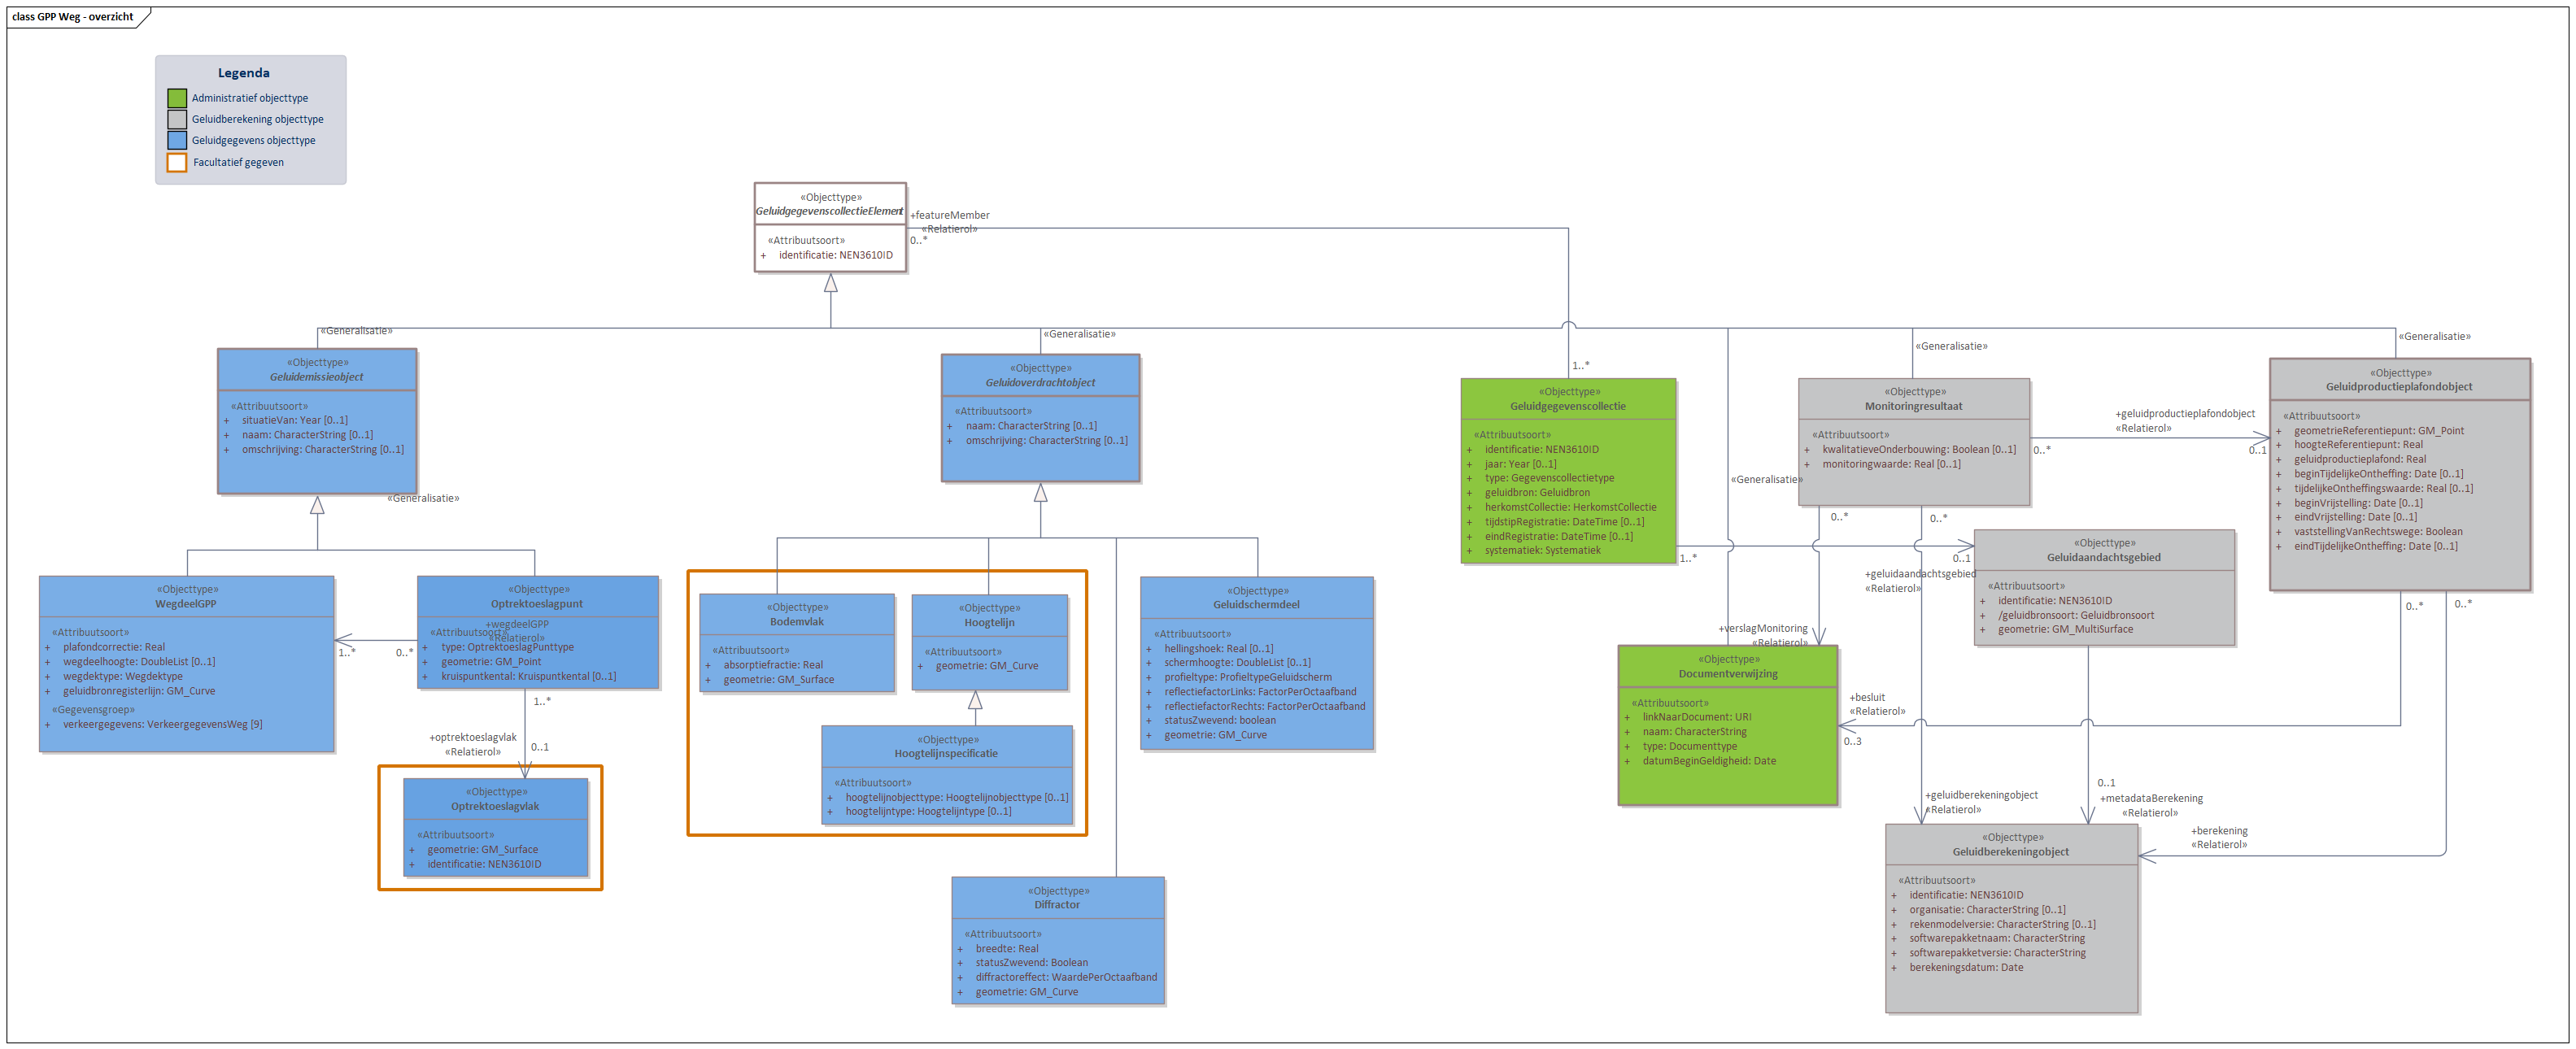 class GPP Weg - overzicht
Legenda
Administratief objecttype
Geluidberekening objecttype
Geluidgegevens objecttype
Facultatief gegeven
«Objecttype»
GeluidgegevenscollectieElement
«Attribuutsoort»
+ identificatie: NEN3610ID
+featureMember
«Relatierol»
0..*
1..*
«Generalisatie»
«Generalisatie»
«Generalisatie»
«Generalisatie»
«Generalisatie»
«Generalisatie»
«Objecttype»
Geluidemissieobject
«Attribuutsoort»
+ situatieVan: Year [0..1]
+ naam: CharacterString [0..1]
+ omschrijving: CharacterString [0..1]
«Objecttype»
Geluidoverdrachtobject
«Attribuutsoort»
+ naam: CharacterString [0..1]
+ omschrijving: CharacterString [0..1]
«Objecttype»
Geluidgegevenscollectie
«Attribuutsoort»
+ identificatie: NEN3610ID
+ jaar: Year [0..1]
+ type: Gegevenscollectietype
+ geluidbron: Geluidbron
+ herkomstCollectie: HerkomstCollectie
+ tijdstipRegistratie: DateTime [0..1]
+ eindRegistratie: DateTime [0..1]
+ systematiek: Systematiek
«Objecttype»
Monitoringresultaat
«Attribuutsoort»
+ kwalitatieveOnderbouwing: Boolean [0..1]
+ monitoringwaarde: Real [0..1]
+geluidproductieplafondobject
«Relatierol»
0..*
0..1
«Objecttype»
Geluidproductieplafondobject
«Attribuutsoort»
+ geometrieReferentiepunt: GM_Point
+ hoogteReferentiepunt: Real
+ geluidproductieplafond: Real
+ beginTijdelijkeOntheffing: Date [0..1]
+ tijdelijkeOntheffingswaarde: Real [0..1]
+ beginVrijstelling: Date [0..1]
+ eindVrijstelling: Date [0..1]
+ vaststellingVanRechtswege: Boolean
+ eindTijdelijkeOntheffing: Date [0..1]
0..*
0..*
1..*
0..1
+geluidaandachtsgebied
«Relatierol»
«Objecttype»
Geluidaandachtsgebied
«Attribuutsoort»
+ identificatie: NEN3610ID
+ /geluidbronsoort: Geluidbronsoort
+ geometrie: GM_MultiSurface
0..*
0..*
«Objecttype»
WegdeelGPP
«Attribuutsoort»
+ plafondcorrectie: Real
+ wegdeelhoogte: DoubleList [0..1]
+ wegdektype: Wegdektype
+ geluidbronregisterlijn: GM_Curve
«Gegevensgroep»
+ verkeergegevens: VerkeergegevensWeg [9]
1..*
0..*
«Objecttype»
Optrektoeslagpunt
+wegdeelGPP
«Attribuutsoort»
«Relatierol»
+ type: OptrektoeslagPunttype
+ geometrie: GM_Point
+ kruispuntkental: Kruispuntkental [0..1]
1..*
+optrektoeslagvlak
«Relatierol»
0..1
«Objecttype»
Optrektoeslagvlak
«Attribuutsoort»
+ geometrie: GM_Surface
+ identificatie: NEN3610ID
«Objecttype»
Bodemvlak
«Attribuutsoort»
+ absorptiefractie: Real
+ geometrie: GM_Surface
«Objecttype»
Hoogtelijn
«Attribuutsoort»
+ geometrie: GM_Curve
«Objecttype»
Hoogtelijnspecificatie
«Attribuutsoort»
+ hoogtelijnobjecttype: Hoogtelijnobjecttype [0..1]
+ hoogtelijntype: Hoogtelijntype [0..1]
«Objecttype»
Geluidschermdeel
«Attribuutsoort»
+ hellingshoek: Real [0..1]
+ schermhoogte: DoubleList [0..1]
+ profieltype: ProfieltypeGeluidscherm
+ reflectiefactorLinks: FactorPerOctaafband
+ reflectiefactorRechts: FactorPerOctaafband
+ statusZwevend: boolean
+ geometrie: GM_Curve
«Objecttype»
Diffractor
«Attribuutsoort»
+ breedte: Real
+ statusZwevend: Boolean
+ diffractoreffect: WaardePerOctaafband
+ geometrie: GM_Curve
+verslagMonitoring
«Relatierol»
«Objecttype»
Documentverwijzing
«Attribuutsoort»
+ linkNaarDocument: URI
+ naam: CharacterString
+ type: Documenttype
+ datumBeginGeldigheid: Date
+besluit
«Relatierol»
0..3
+geluidberekeningobject
«Relatierol»
0..1
+metadataBerekening
«Relatierol»
+berekening
«Relatierol»
«Objecttype»
Geluidberekeningobject
«Attribuutsoort»
+ identificatie: NEN3610ID
+ organisatie: CharacterString [0..1]
+ rekenmodelversie: CharacterString [0..1]
+ softwarepakketnaam: CharacterString
+ softwarepakketversie: CharacterString
+ berekeningsdatum: Date